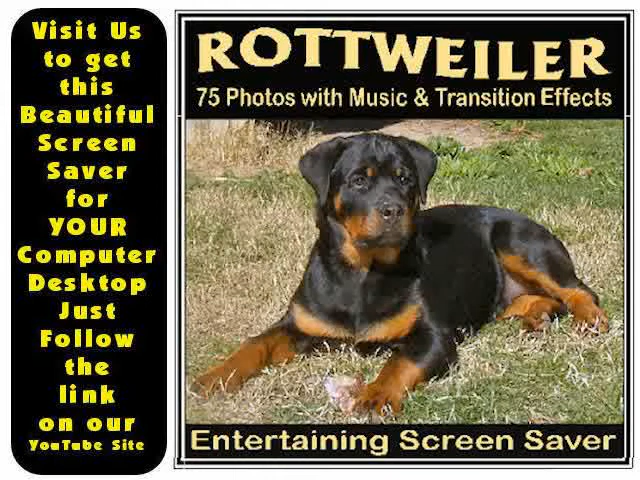 Visit Us
to get
this
Beautiful
Screen
Saver
for
YOUR
Computer
Desktop
Just
Follow
the
link
on our
YouTube Site
ROTTWEILER
75 Photos with Music & Transition Effects
Entertaining Screen Saver